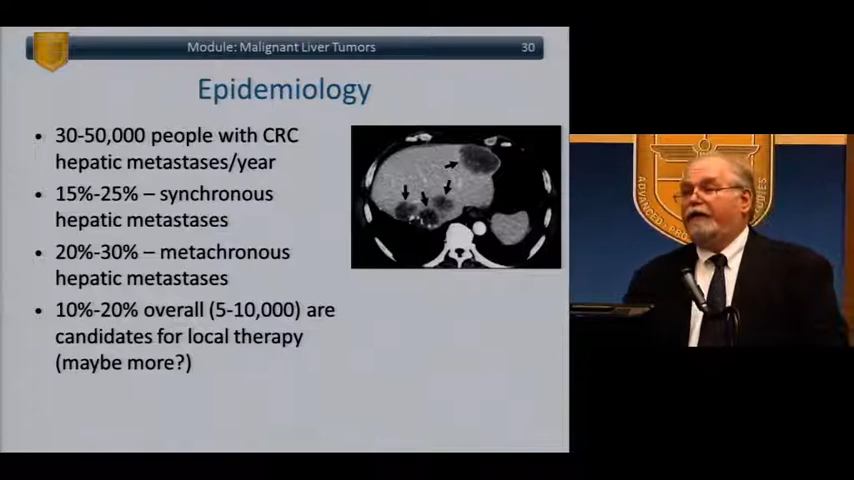 Module: Malignant Liver Tumors 30
Epidemiology
• 30-50,000 people with CRC
hepatic metastases/year
• 15%-25% – synchronous
hepatic metastases
• 20%-30% – metachronous
hepatic metastases
• 10%-20% overall (5-10,000) are
candidates for local therapy
(maybe more?)
ADVANCED